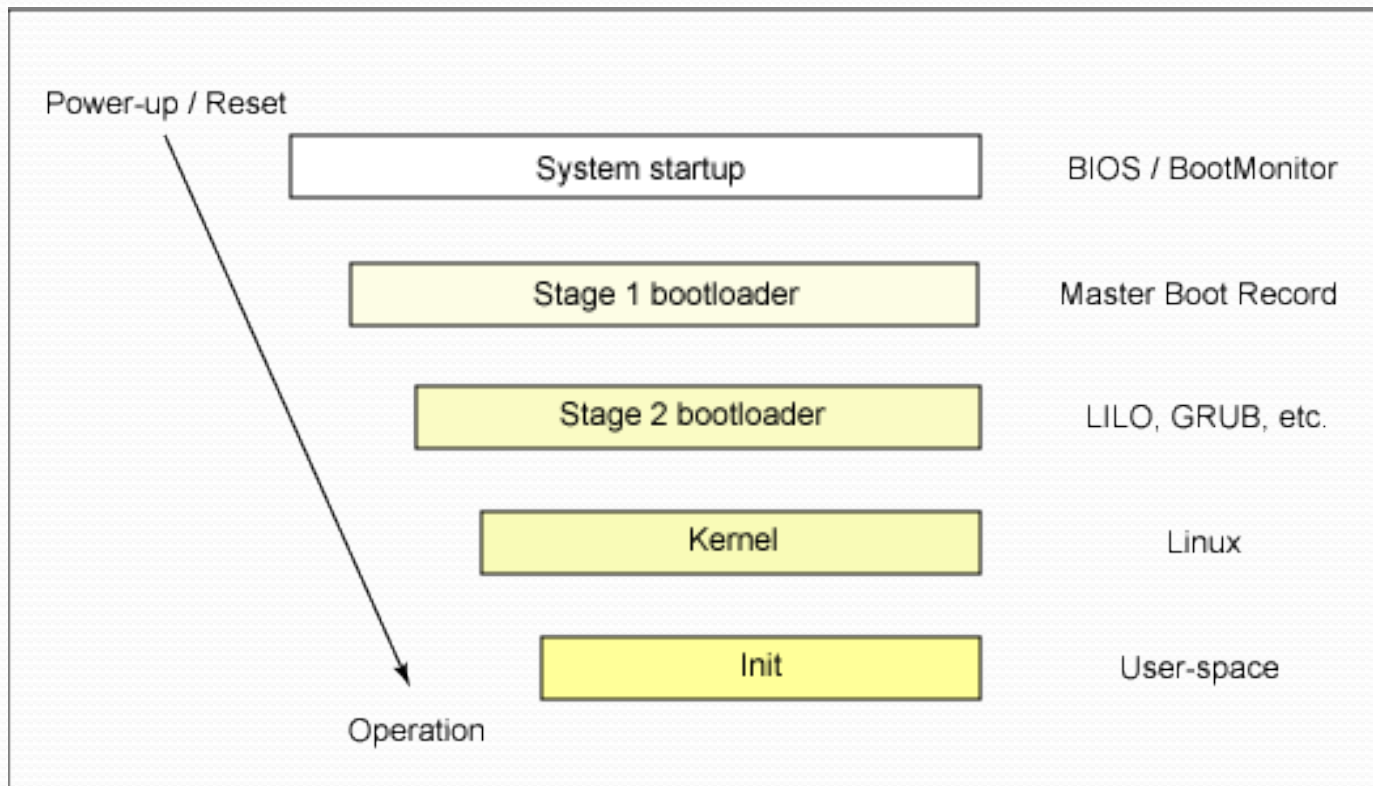 Power-up / Reset
System startup
BIOS / BootMonitor
Stage 1 bootloader
Master Boot Record
Stage 2 bootloader
LILO, GRUB, etc.
Kernel
Linux
Init
User-space
Operation